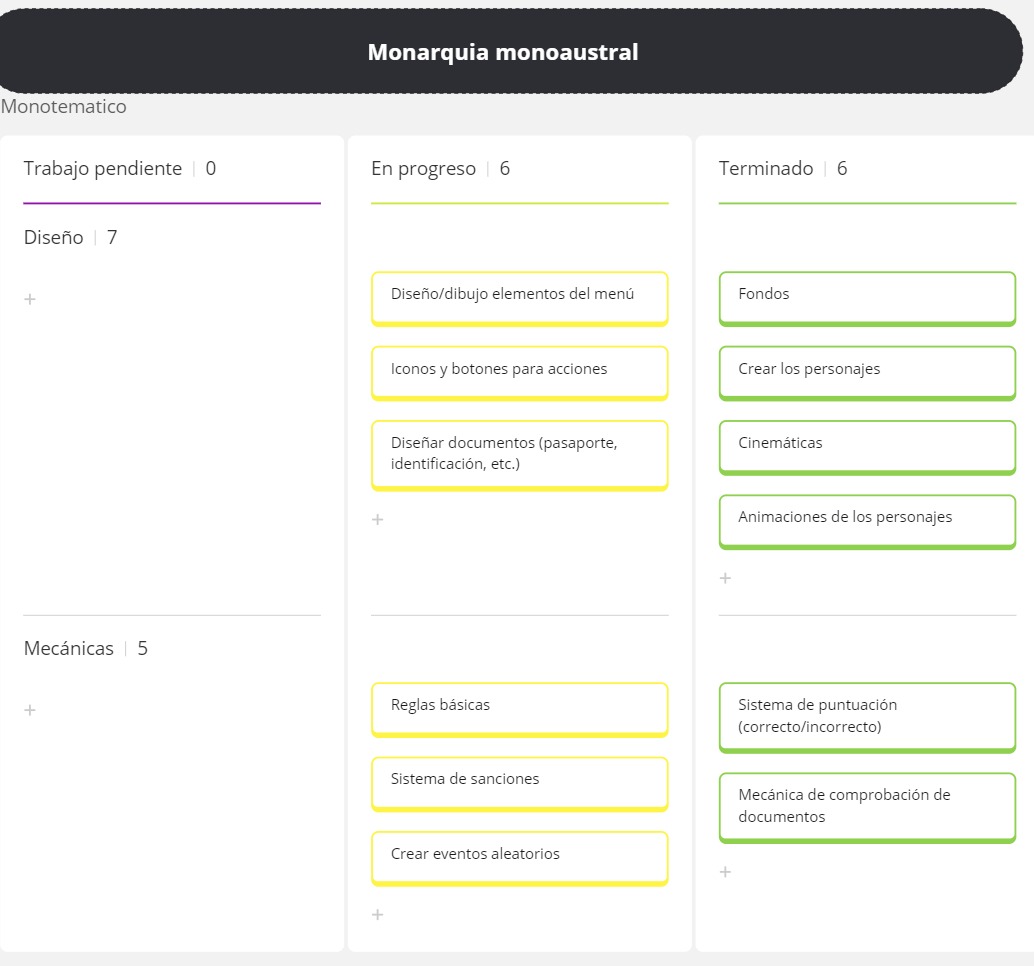 Monarquia monoaustral
Monotematico
Trabajo pendiente | 0
En progreso | 6
Terminado | 6
Diseño | 7
+
Diseño/dibujo elementos del menú
Iconos y botones para acciones
Diseñar documentos (pasaporte,
identificación, etc.)
+
Fondos
Crear los personajes
Cinemáticas
Animaciones de los personajes
+
Mecánicas | 5
+
Reglas básicas
Sistema de sanciones
Crear eventos aleatorios
+
Sistema de puntuación
(correcto/incorrecto)
Mecánica de comprobación de
documentos
+